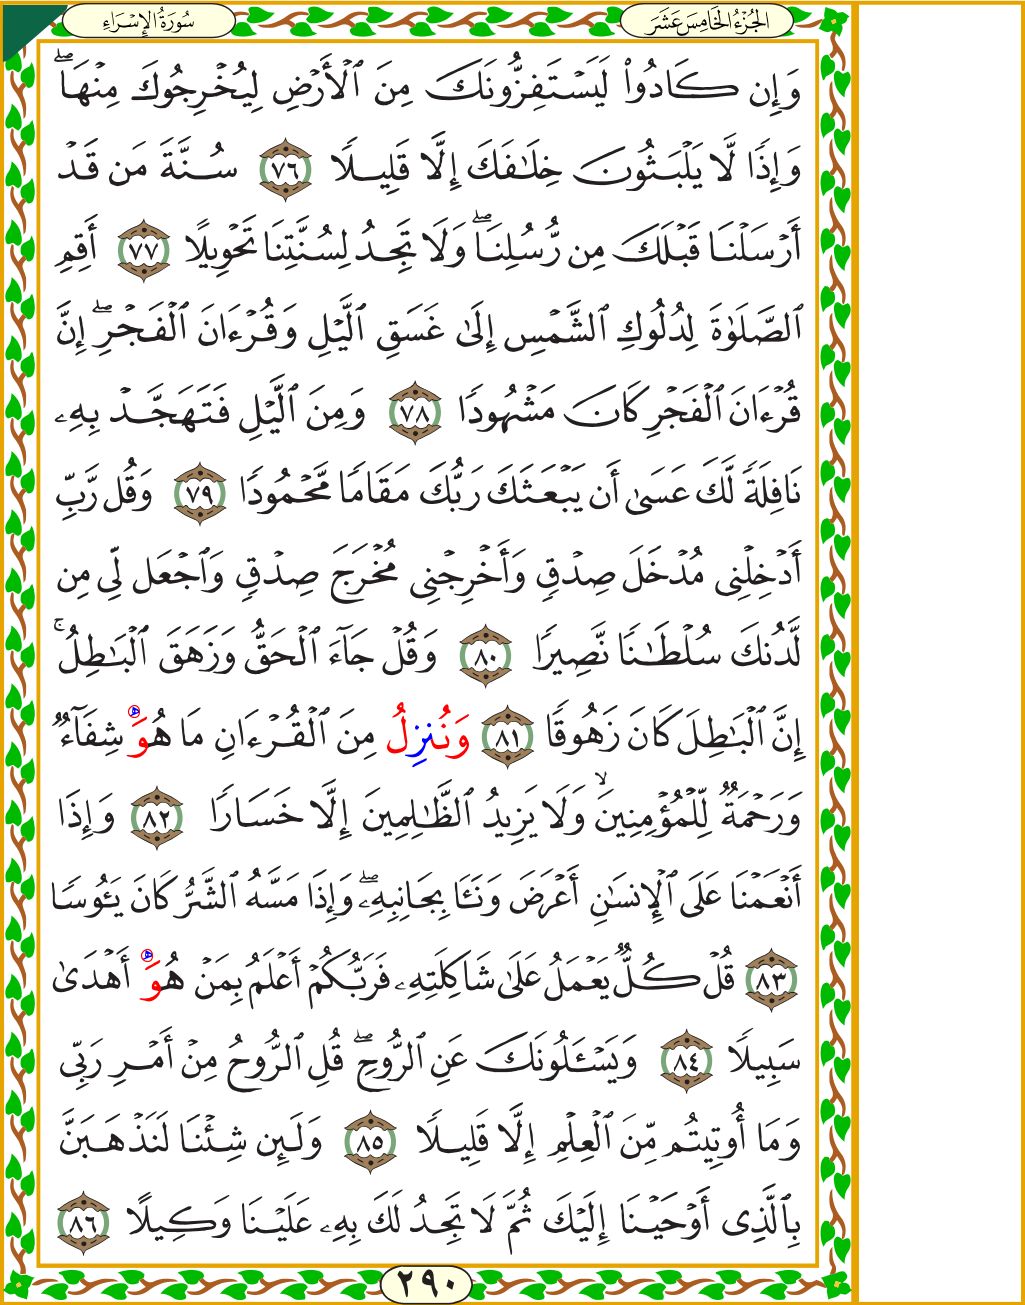 الجُزْءُ الخَامِسَ عَشَرَ
سُورَةُ الإِسْرَاءِ
وَإِن كَادُوا۟ لَيَسْتَفِزُّونَكَ مِنَ ٱلْأَرْضِ لِيُخْرِجُوكَ مِنْهَا ۖ
وَإِذًا لَّا يَلْبَثُونَ خِلَـٰفَكَ إِلَّا قَلِيلًا ٧٦ سُنَّةَ مَن قَدْ
أَرْسَلْنَا قَبْلَكَ مِن رُّسُلِنَا ۖ وَلَا تَجِدُ لِسُنَّتِنَا تَحْوِيلًا ٧٧ أَقِمِ
ٱلصَّلَوٰةَ لِدُلُوكِ ٱلشَّمْسِ إِلَىٰ غَسَقِ ٱلَّيْلِ وَقُرْءَانَ ٱلْفَجْرِ ۖ إِنَّ
قُرْءَانَ ٱلْفَجْرِ كَانَ مَشْهُودًا ٧٨ وَمِنَ ٱلَّيْلِ فَتَهَجَّدْ بِهِۦ
نَافِلَةً لَّكَ عَسَىٰ أَن يَبْعَثَكَ رَبُّكَ مَقَامًا مَّحْمُودًا ٧٩ وَقُل رَّبِّ
أَدْخِلْنِى مُدْخَلَ صِدْقٍ وَأَخْرِجْنِى مُخْرَجَ صِدْقٍ وَٱجْعَل لِّى مِن
لَّدُنكَ سُلْطَـٰنًا نَّصِيرًا ٨٠ وَقُلْ جَآءَ ٱلْحَقُّ وَزَهَقَ ٱلْبَـٰطِلُ ۚ
إِنَّ ٱلْبَـٰطِلَ كَانَ زَهُوقًا ٨١ وَنُنزِلُ مِنَ ٱلْقُرْءَانِ مَا هُوَ شِفَآءٌ
وَرَحْمَةٌ لِّلْمُؤْمِنِينَ ۙ وَلَا يَزِيدُ ٱلظَّـٰلِمِينَ إِلَّا خَسَارًا ٨٢ وَإِذَا
أَنْعَمْنَا عَلَى ٱلْإِنسَـٰنِ أَعْرَضَ وَنَـَٔا بِجَانِبِهِۦ ۖ وَإِذَا مَسَّهُ ٱلشَّرُّ كَانَ يَـُٔوسًا
٨٣ قُلْ كُلٌّ يَعْمَلُ عَلَىٰ شَاكِلَتِهِۦ فَرَبُّكُمْ أَعْلَمُ بِمَنْ هُوَ أَهْدَىٰ
سَبِيلًا ٨٤ وَيَسْـَٔلُونَكَ عَنِ ٱلرُّوحِ ۖ قُلِ ٱلرُّوحُ مِنْ أَمْرِ رَبِّى
وَمَآ أُوتِيتُم مِّنَ ٱلْعِلْمِ إِلَّا قَلِيلًا ٨٥ وَلَئِن شِئْنَا لَنَذْهَبَنَّ
بِٱلَّذِىٓ أَوْحَيْنَآ إِلَيْكَ ثُمَّ لَا تَجِدُ لَكَ بِهِۦ عَلَيْنَا وَكِيلًا ٨٦
٢٩٠